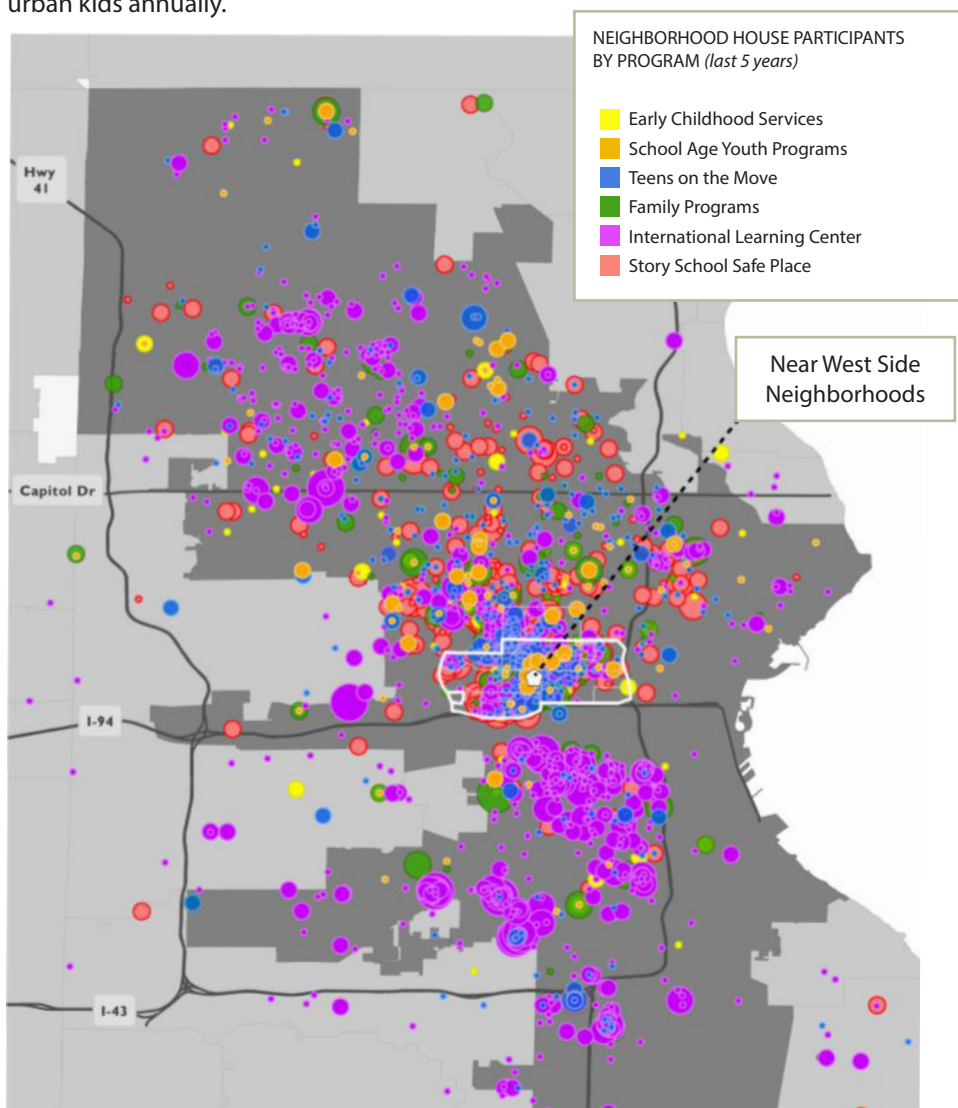 urban kids annually.
NEIGHBORHOOD HOUSE PARTICIPANTS
BY PROGRAM (last 5 years)
Early Childhood Services
School Age Youth Programs
Teens on the Move
Family Programs
International Learning Center
Story School Safe Place
Hwy
41
Near West Side
Neighborhoods
Capitol Dr
I-94
I-43